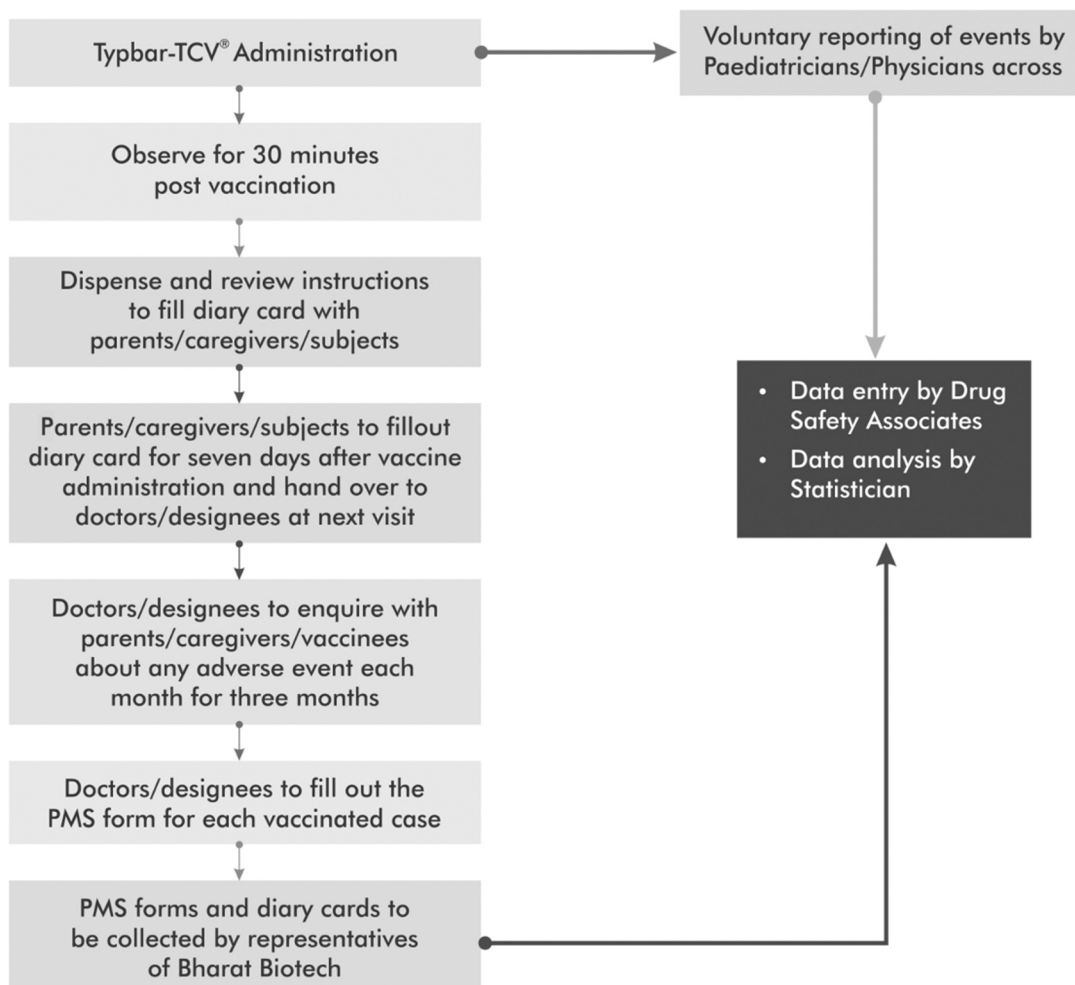 Typbar-TCV® Administration
Observe for 30 minutes
post vaccination
Dispense and review instructions
to fill diary card with
parents/caregivers/subjects
Parents/caregivers/subjects to fillout
diary card for seven days after vaccine
administration and hand over to
doctors/designees at next visit
Doctors/designees to enquire with
parents/caregivers/vaccinees
about any adverse event each
month for three months
Doctors/designees to fill out the
PMS form for each vaccinated case
PMS forms and diary cards to
be collected by representatives
of Bharat Biotech
Voluntary reporting of events by
Paediatricians/Physicians across
• Data entry by Drug
Safety Associates
• Data analysis by
Statistician